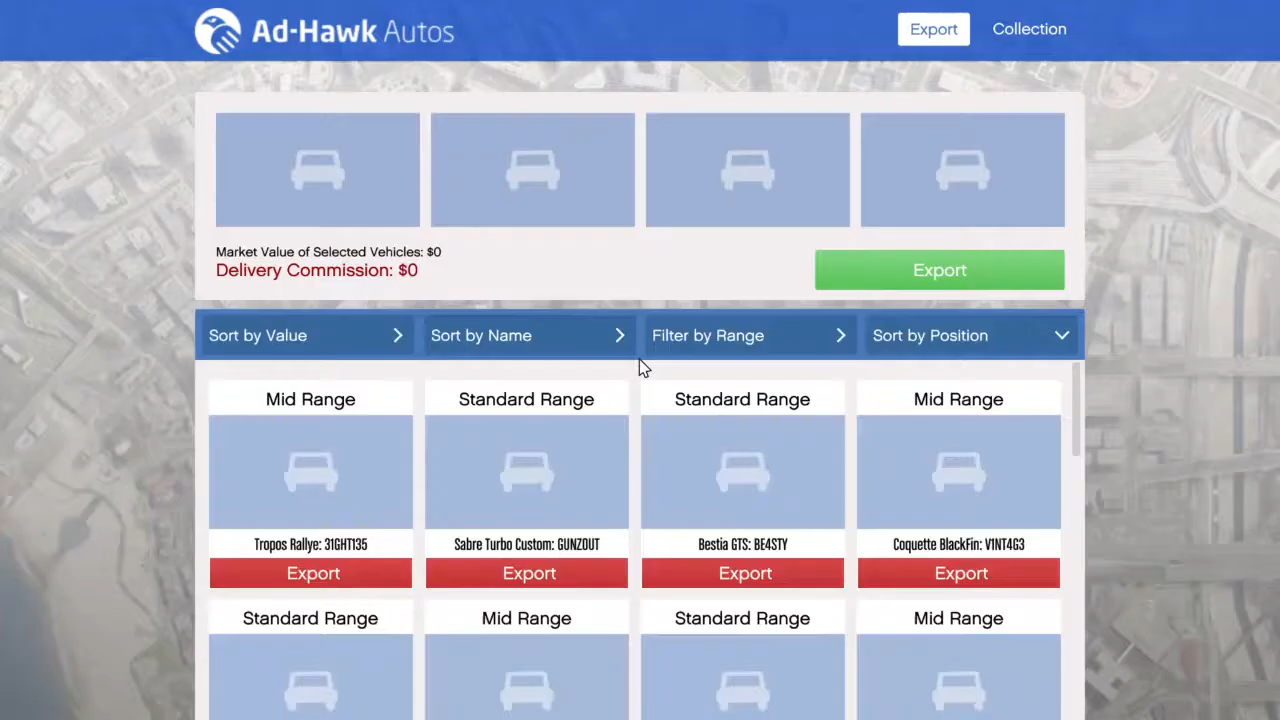 Ad-Hawk Autos
Export
Collection
Market Value of Selected Vehicles: $0
Delivery Commission: $0
Export
Sort by Value
Sort by Name
Filter by Range
Sort by Position
Mid Range
Standard Range
Standard Range
Mid Range
Tropos Rallye: 31GHT135
Sabre Turbo Custom: GUNZ0UT
Bestia GTS: BE4STY
Coquette BlackFin: V1NT4G3
Export
Export
Export
Export
Standard Range
Mid Range
Standard Range
Mid Range